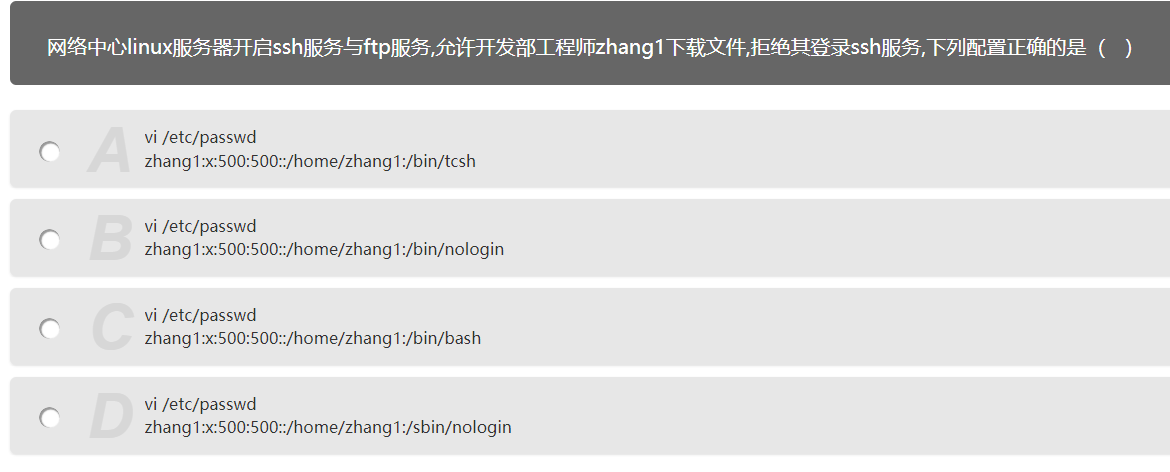 网络中心linux服务器开启ssh服务与ftp服务,允许开发部工程师zhang1下载文件,拒绝其登录ssh服务,下列配置正确的是（　）
A
vi /etc/passwd
zhang1:x:500:500::/home/zhang1:/bin/tcsh
B
vi /etc/passwd
zhang1:x:500:500::/home/zhang1:/bin/nologin
C
vi /etc/passwd
zhang1:x:500:500::/home/zhang1:/bin/bash
D
vi /etc/passwd
zhang1:x:500:500::/home/zhang1:/sbin/nologin